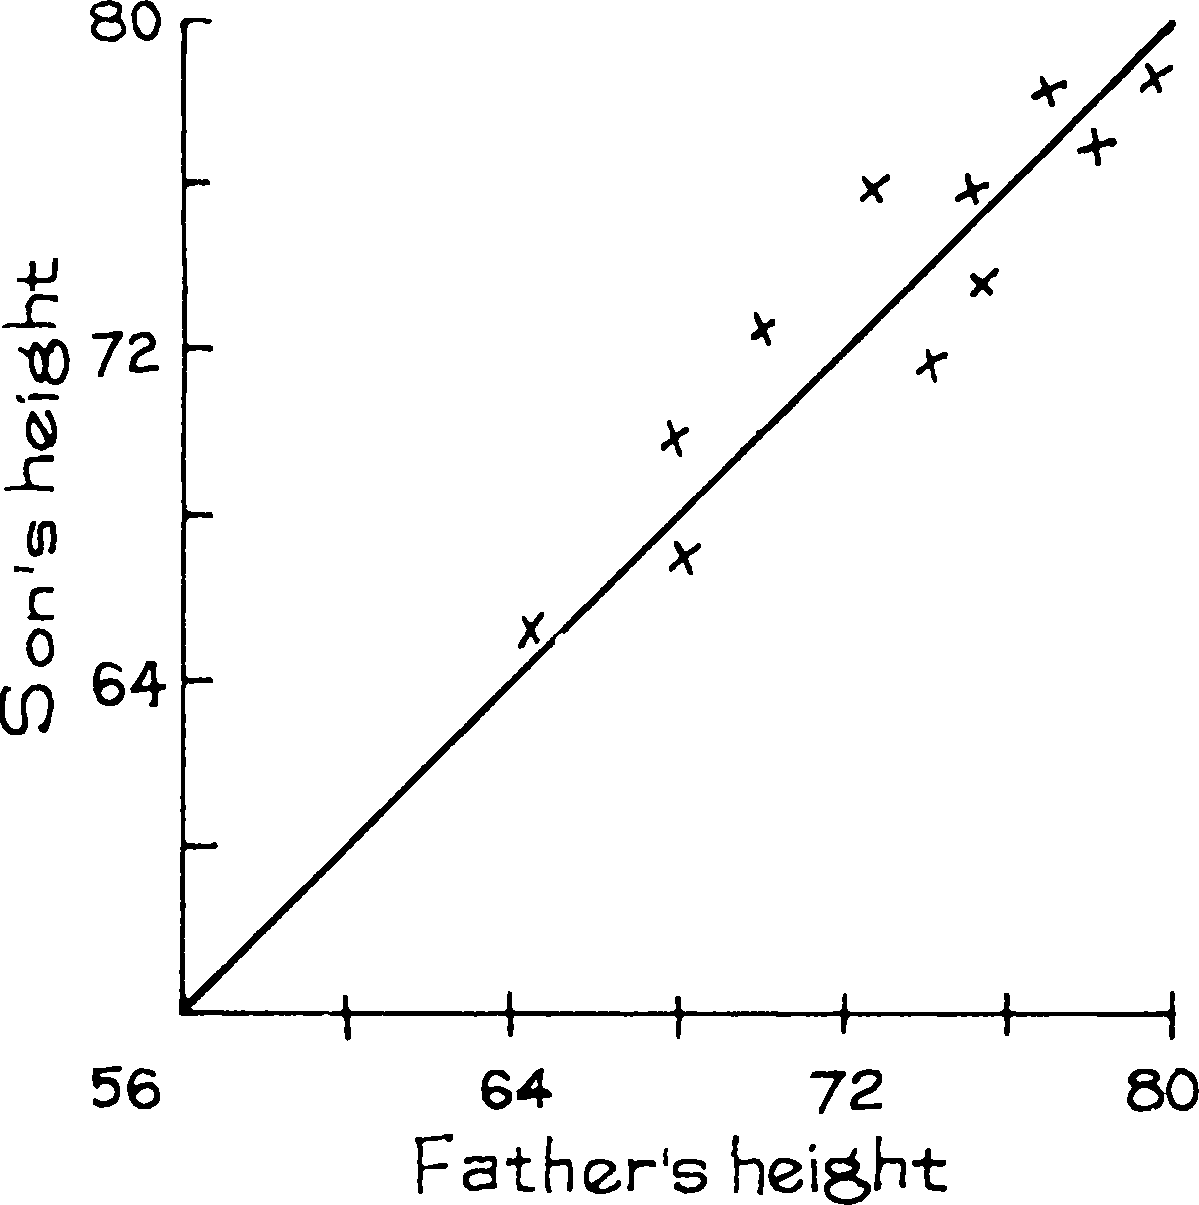 80
72
64
Son's height
56 64 72 80
Father's height